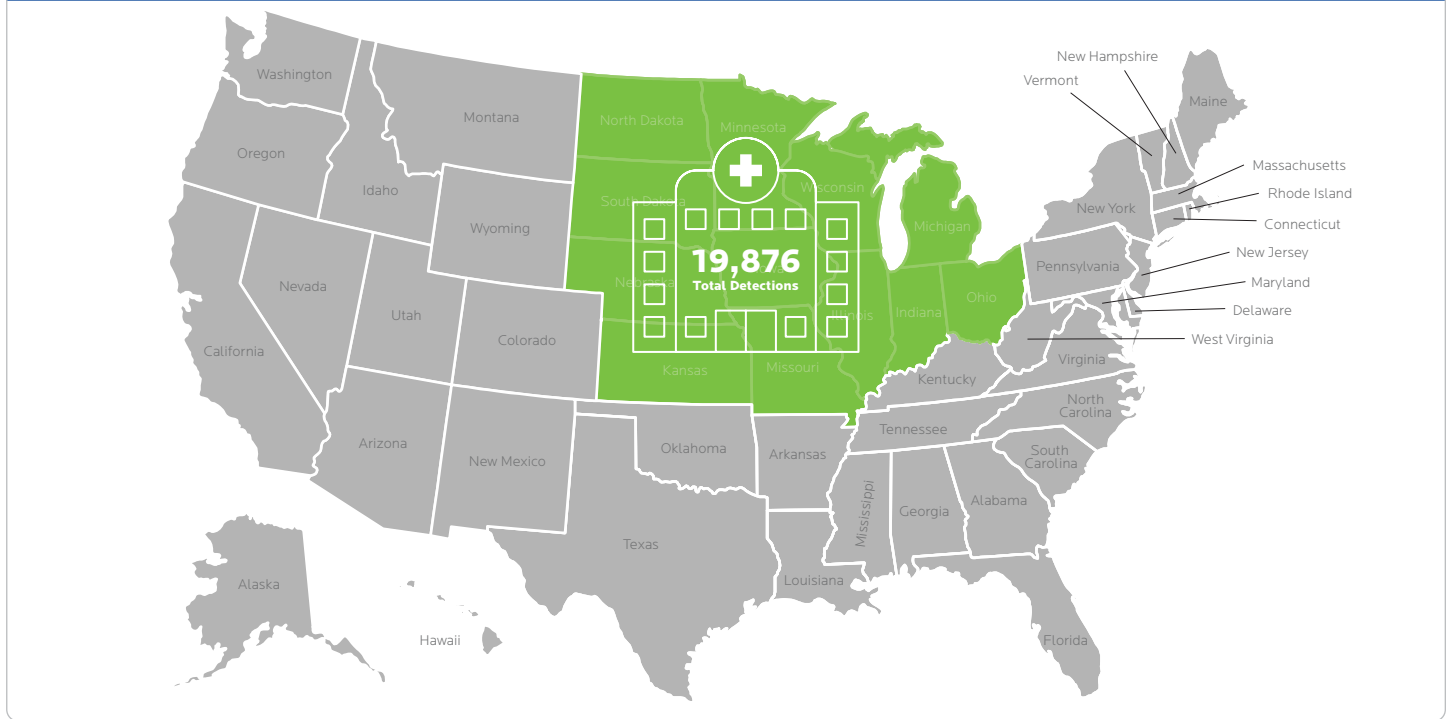 New Hampshire
Vermont
Washington
Maine
Montana
North Dakota
Minnesota
Oregon
Massachusetts
Idaho
Wisconsin
Rhode Island
South Dakota
New York
Connecticut
Wyoming
Michigan
New Jersey
19,876
Iowa
Pennsylvania
Nevada
Nebraska
Total Detections
Maryland
Ohio
Utah
Illinois
Indiana
Delaware
California
Colorado
West Virginia
Kansas
Missouri
Virginia
Kentucky
North
Carolina
Arizona
New Mexico
Oklahoma
Arkansas
Tennessee
South
Carolina
Mississippi
Georgia
Alabama
Texas
Alaska
Louisiana
Hawaii
Florida